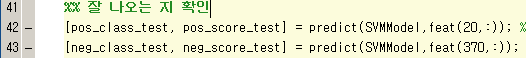 41 %% 잘 나오는 지 확인
42 – [pos_class_test, pos_score_test] = predict(SVMModel,feat(20,:)); %
43 – [neg_class_test, neg_score_test] = predict(SVMModel,feat(370,:));